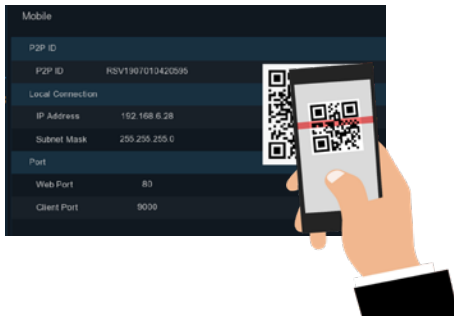 Mobile
P2P ID
P2P ID RSV1907010420595
Local Connection
IP Address 192.168.6.28
Subnet Mask 255.255.255.0
Port
Web Port 80
Client Port 9000